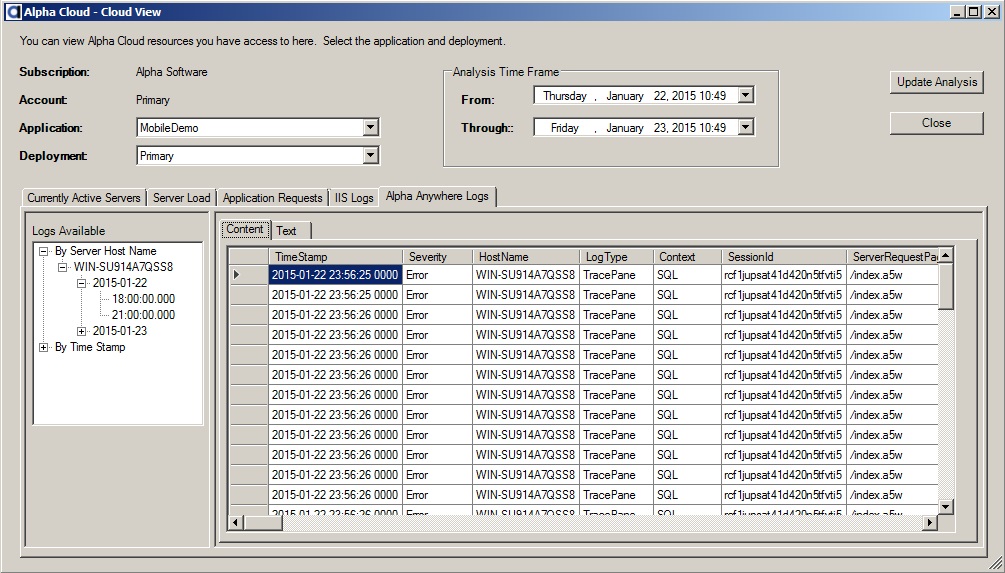 Alpha Cloud - Cloud View
You can view Alpha Cloud resources you have access to here. Select the application and deployment.
Subscription: Alpha Software
Account: Primary
Application: MobileDemo
Deployment: Primary
Analysis Time Frame
From: Thursday , January 22, 2015 10:49
Through:: Friday , January 23, 2015 10:49
Update Analysis
Close
Currently Active Servers Server Load Application Requests IIS Logs Alpha Anywhere Logs
Logs Available
By Server Host Name
WIN-SU914A7QSS8
2015-01-22
18:00:00.000
21:00:00.000
2015-01-23
By Time Stamp
Content Text
TimeStamp Severity HostName LogType Context SessionId ServerRequestPa
2015-01-22 23:56:25 0000 Error WIN-SU914A7QSS8 TracePane SQL rcf1jupsat41d420n5tfvti5 /index.a5w
2015-01-22 23:56:25 0000 Error WIN-SU914A7QSS8 TracePane SQL rcf1jupsat41d420n5tfvti5 /index.a5w
2015-01-22 23:56:26 0000 Error WIN-SU914A7QSS8 TracePane SQL rcf1jupsat41d420n5tfvti5 /index.a5w
2015-01-22 23:56:26 0000 Error WIN-SU914A7QSS8 TracePane SQL rcf1jupsat41d420n5tfvti5 /index.a5w
2015-01-22 23:56:26 0000 Error WIN-SU914A7QSS8 TracePane SQL rcf1jupsat41d420n5tfvti5 /index.a5w
2015-01-22 23:56:25 0000 Error WIN-SU914A7QSS8 TracePane SQL rcf1jupsat41d420n5tfvti5 /index.a5w
2015-01-22 23:56:26 0000 Error WIN-SU914A7QSS8 TracePane SQL rcf1jupsat41d420n5tfvti5 /index.a5w
2015-01-22 23:56:26 0000 Error WIN-SU914A7QSS8 TracePane SQL rcf1jupsat41d420n5tfvti5 /index.a5w
2015-01-22 23:56:26 0000 Error WIN-SU914A7QSS8 TracePane SQL rcf1jupsat41d420n5tfvti5 /index.a5w
2015-01-22 23:56:26 0000 Error WIN-SU914A7QSS8 TracePane SQL rcf1jupsat41d420n5tfvti5 /index.a5w
2015-01-22 23:56:26 0000 Error WIN-SU914A7QSS8 TracePane SQL rcf1jupsat41d420n5tfvti5 /index.a5w
2015-01-22 23:56:26 0000 Error WIN-SU914A7QSS8 TracePane SQL rcf1jupsat41d420n5tfvti5 /index.a5w
2015-01-22 23:56:26 0000 Error WIN-SU914A7QSS8 TracePane SQL rcf1jupsat41d420n5tfvti5 /index.a5w